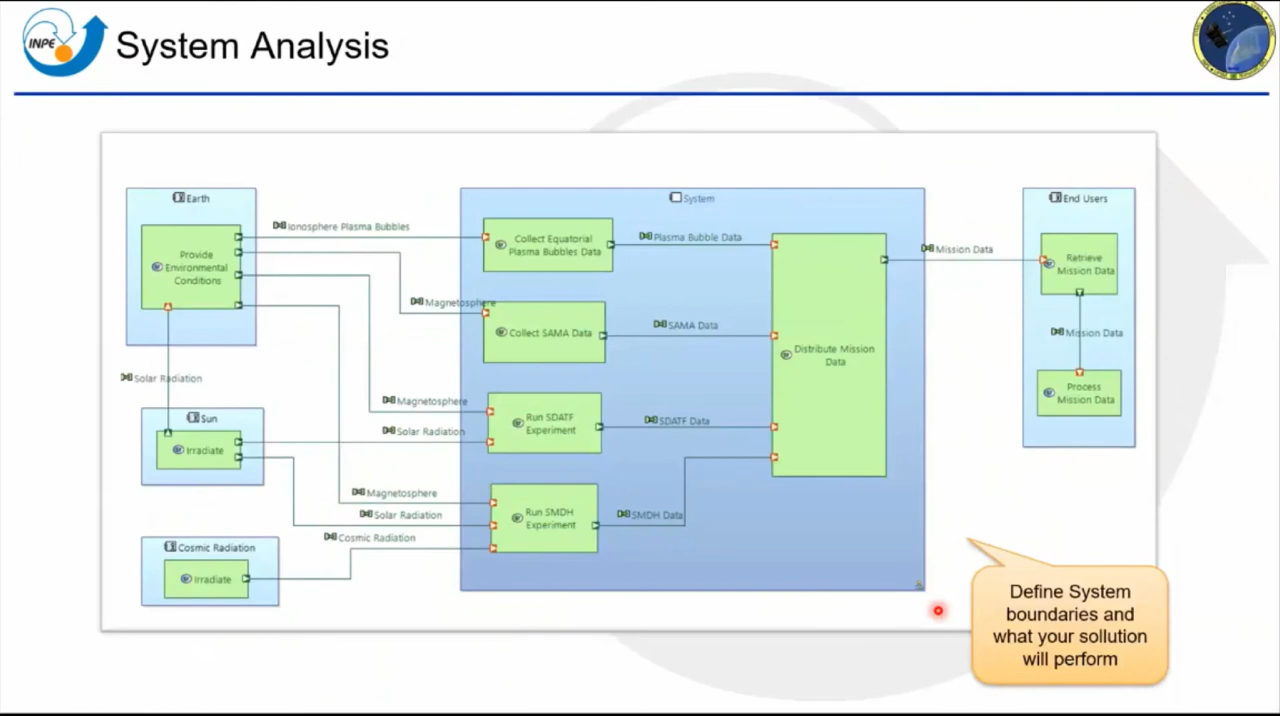 INPE
System Analysis
Earth
Provide
Environmental
Conditions
Ionosphere Plasma Bubbles
Magnetosphere
Solar Radiation
Sun
Irradiate
Magnetosphere
Solar Radiation
Magnetosphere
Solar Radiation
Cosmic Radiation
Cosmic Radiation
Irradiate
System
Collect Equatorial
Plasma Bubbles Data
Plasma Bubble Data
Collect SAMA Data
SAMA Data
Run SDATF
Experiment
SDATF Data
Run SMDH
Experiment
SMDH Data
Distribute Mission
Data
Mission Data
End Users
Retrieve
Mission Data
Mission Data
Process
Mission Data
Define System
boundaries and
what your sollution
will perform